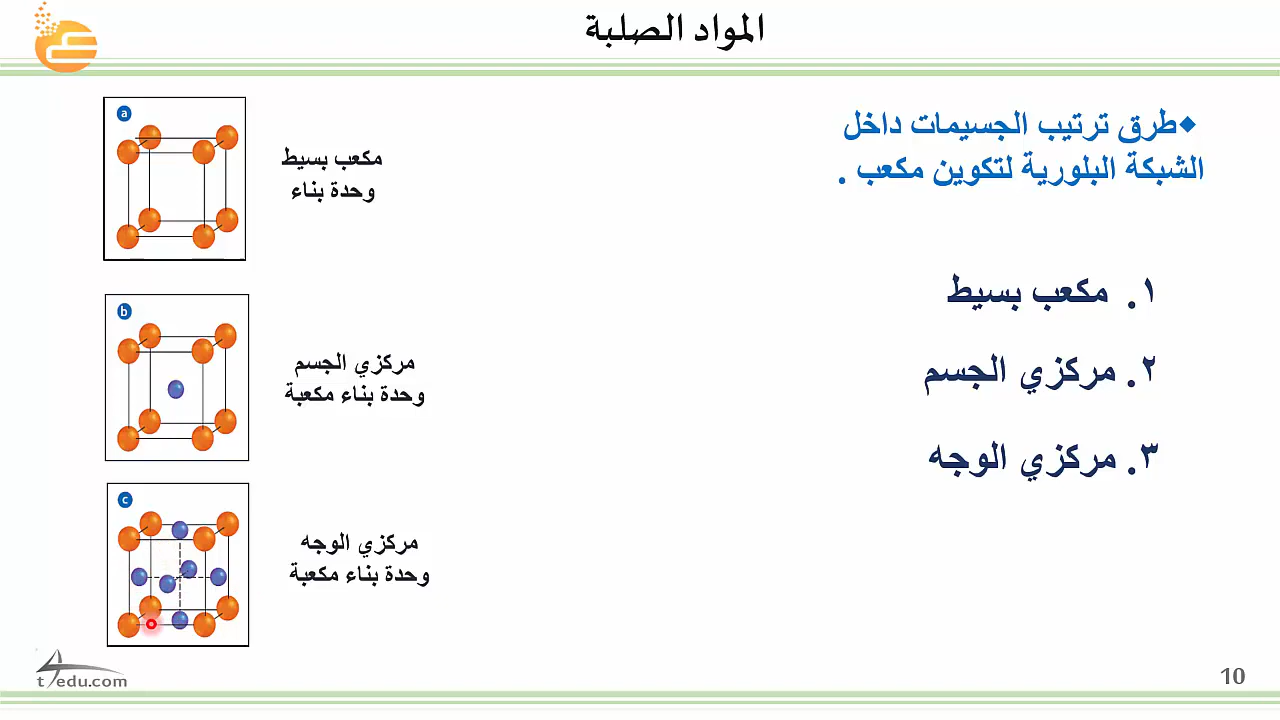 المواد الصلبة
◆طرق ترتيب الجسيمات داخل
الشبكة البلورية لتكوين مكعب .
١. مكعب بسيط
٢. مركزي الجسم
٣. مركزي الوجه
a
مكعب بسيط
وحدة بناء
b
مركزي الجسم
وحدة بناء مكعبة
c
مركزي الوجه
وحدة بناء مكعبة
t4edu.com
10